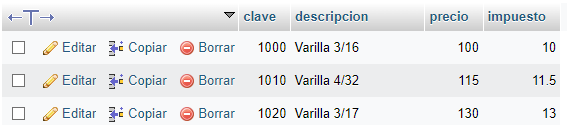 clave descripcion precio impuesto
Editar Copiar Borrar 1000 Varilla 3/16 100 10
Editar Copiar Borrar 1010 Varilla 4/32 115 11.5
Editar Copiar Borrar 1020 Varilla 3/17 130 13